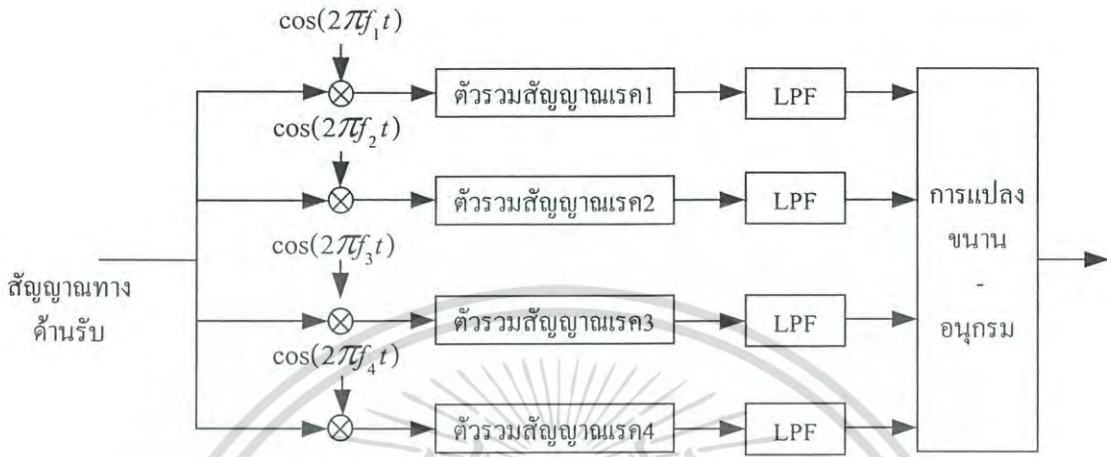 cos(2πf₁t)
ตัวรวมสัญญาณเรค1
LPF
cos(2πf₂t)
ตัวรวมสัญญาณเรค2
LPF
การแปลง
ขนาน
-
อนุกรม
cos(2πf₃t)
สัญญาณทาง
ด้านรับ
ตัวรวมสัญญาณเรค3
LPF
cos(2πf₄t)
ตัวรวมสัญญาณเรค4
LPF